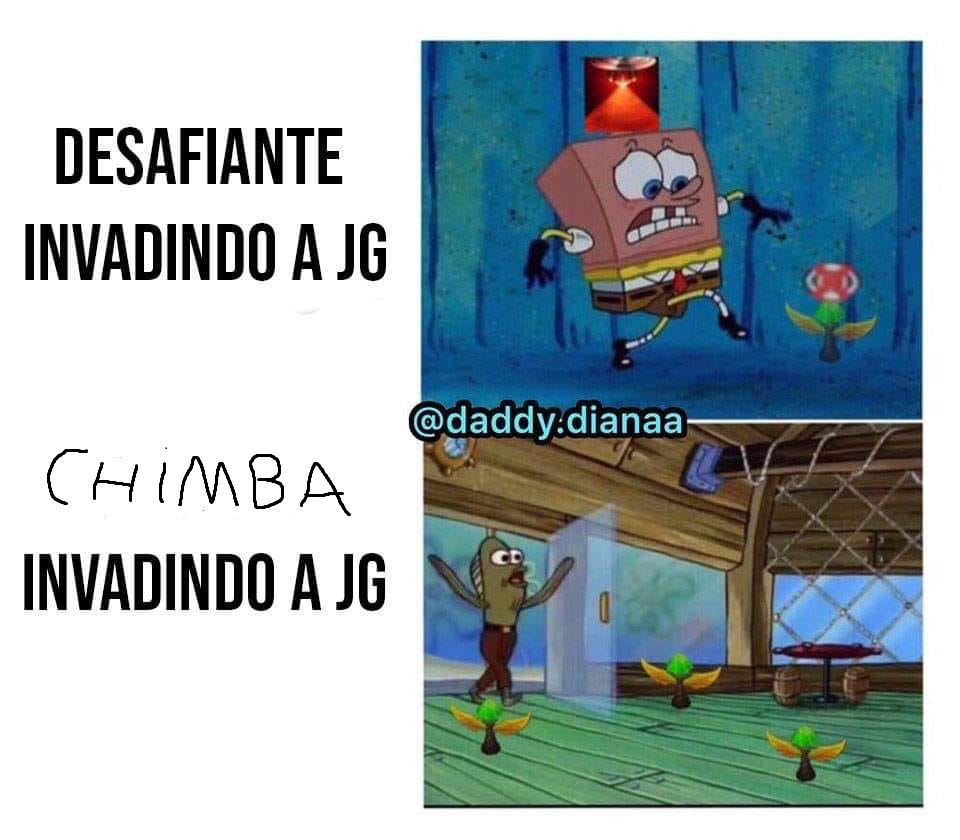 DESAFIANTE
INVADINDO A JG
@daddy.dianaa
CHiMBA
INVADINDO A JG